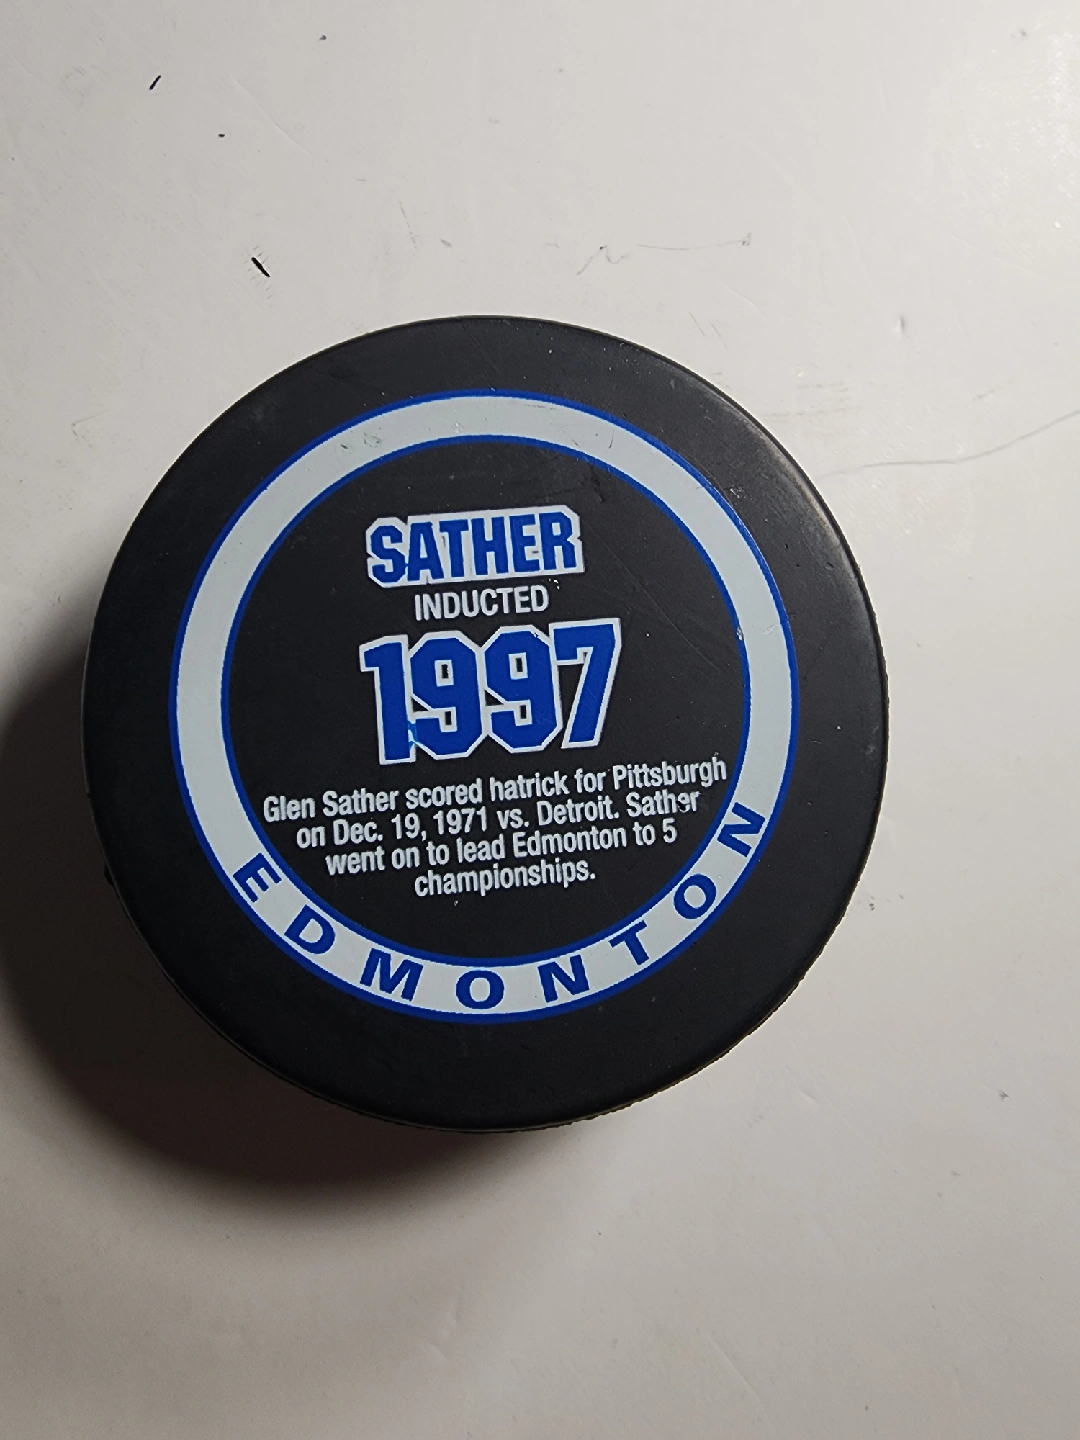 SATHER
INDUCTED
1997
Glen Sather scored hatrick for Pittsburgh
on Dec. 19, 1971 vs. Detroit. Sather
went on to lead Edmonton to 5
championships.
EDMONTON